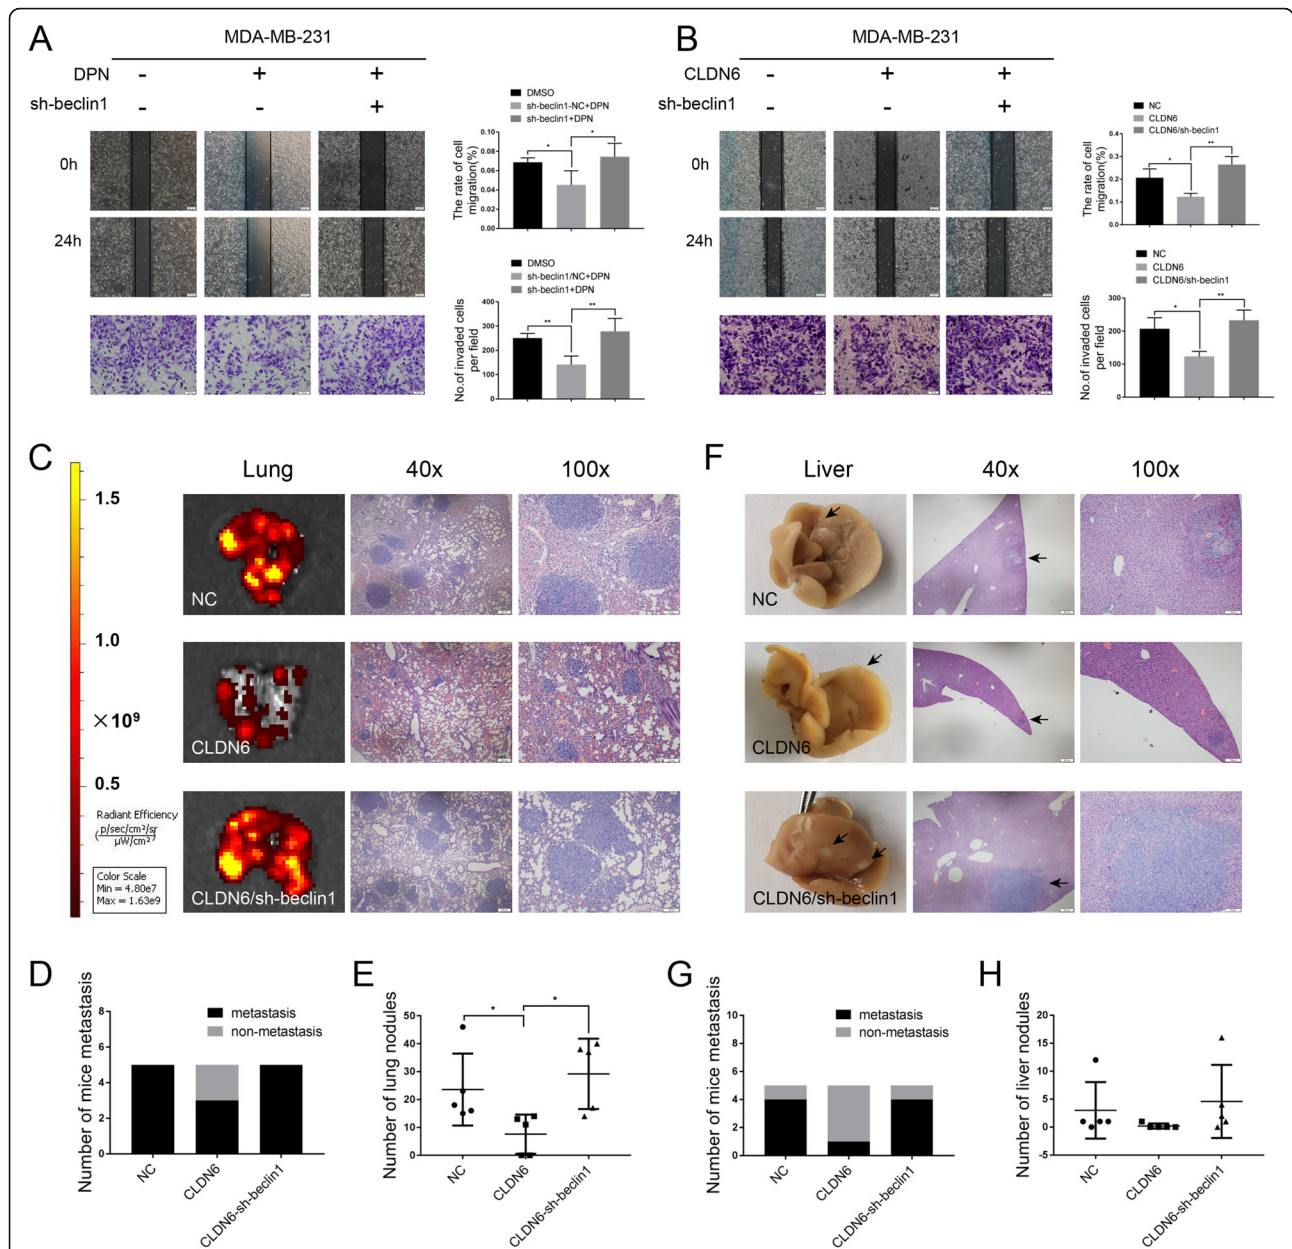 A
MDA-MB-231
DPN - + +
sh-beclin1 - - +
0h
24h
DMSO
sh-beclin1-NC+DPN
sh-beclin1+DPN
The rate of cell
migration(%)
0.10
0.08
0.06
0.04
0.02
0.00
* *
DMSO
sh-beclin1/NC+DPN
sh-beclin1+DPN
No.of invaded cells
per field
400
300
200
100
0
** **
B
MDA-MB-231
CLDN6 - + +
sh-beclin1 - - +
0h
24h
NC
CLDN6
CLDN6/sh-beclin1
The rate of cell
migration(%)
0.4
0.3
0.2
0.1
0.0
* **
NC
CLDN6
CLDN6/sh-beclin1
No.of invaded cells
per field
300
200
100
0
* **
C
Lung 40x 100x
1.5
1.0
×10⁹
0.5
Radiant Efficiency
(p/sec/cm²/sr
µW/cm²)
Color Scale
Min = 4.80e7
Max = 1.63e9
NC
CLDN6
CLDN6/sh-beclin1
F
Liver 40x 100x
NC
CLDN6
CLDN6/sh-beclin1
D
Number of mice metastasis
8
6
4
2
0
metastasis
non-metastasis
NC
CLDN6
CLDN6-sh-beclin1
E
Number of lung nodules
50
40
30
20
10
0
* *
NC
CLDN6
CLDN6-sh-beclin1
G
Number of mice metastasis
10
8
6
4
2
0
metastasis
non-metastasis
NC
CLDN6
CLDN6-sh-beclin1
H
Number of liver nodules
20
15
10
5
0
-5
NC
CLDN6
CLDN6-sh-beclin1